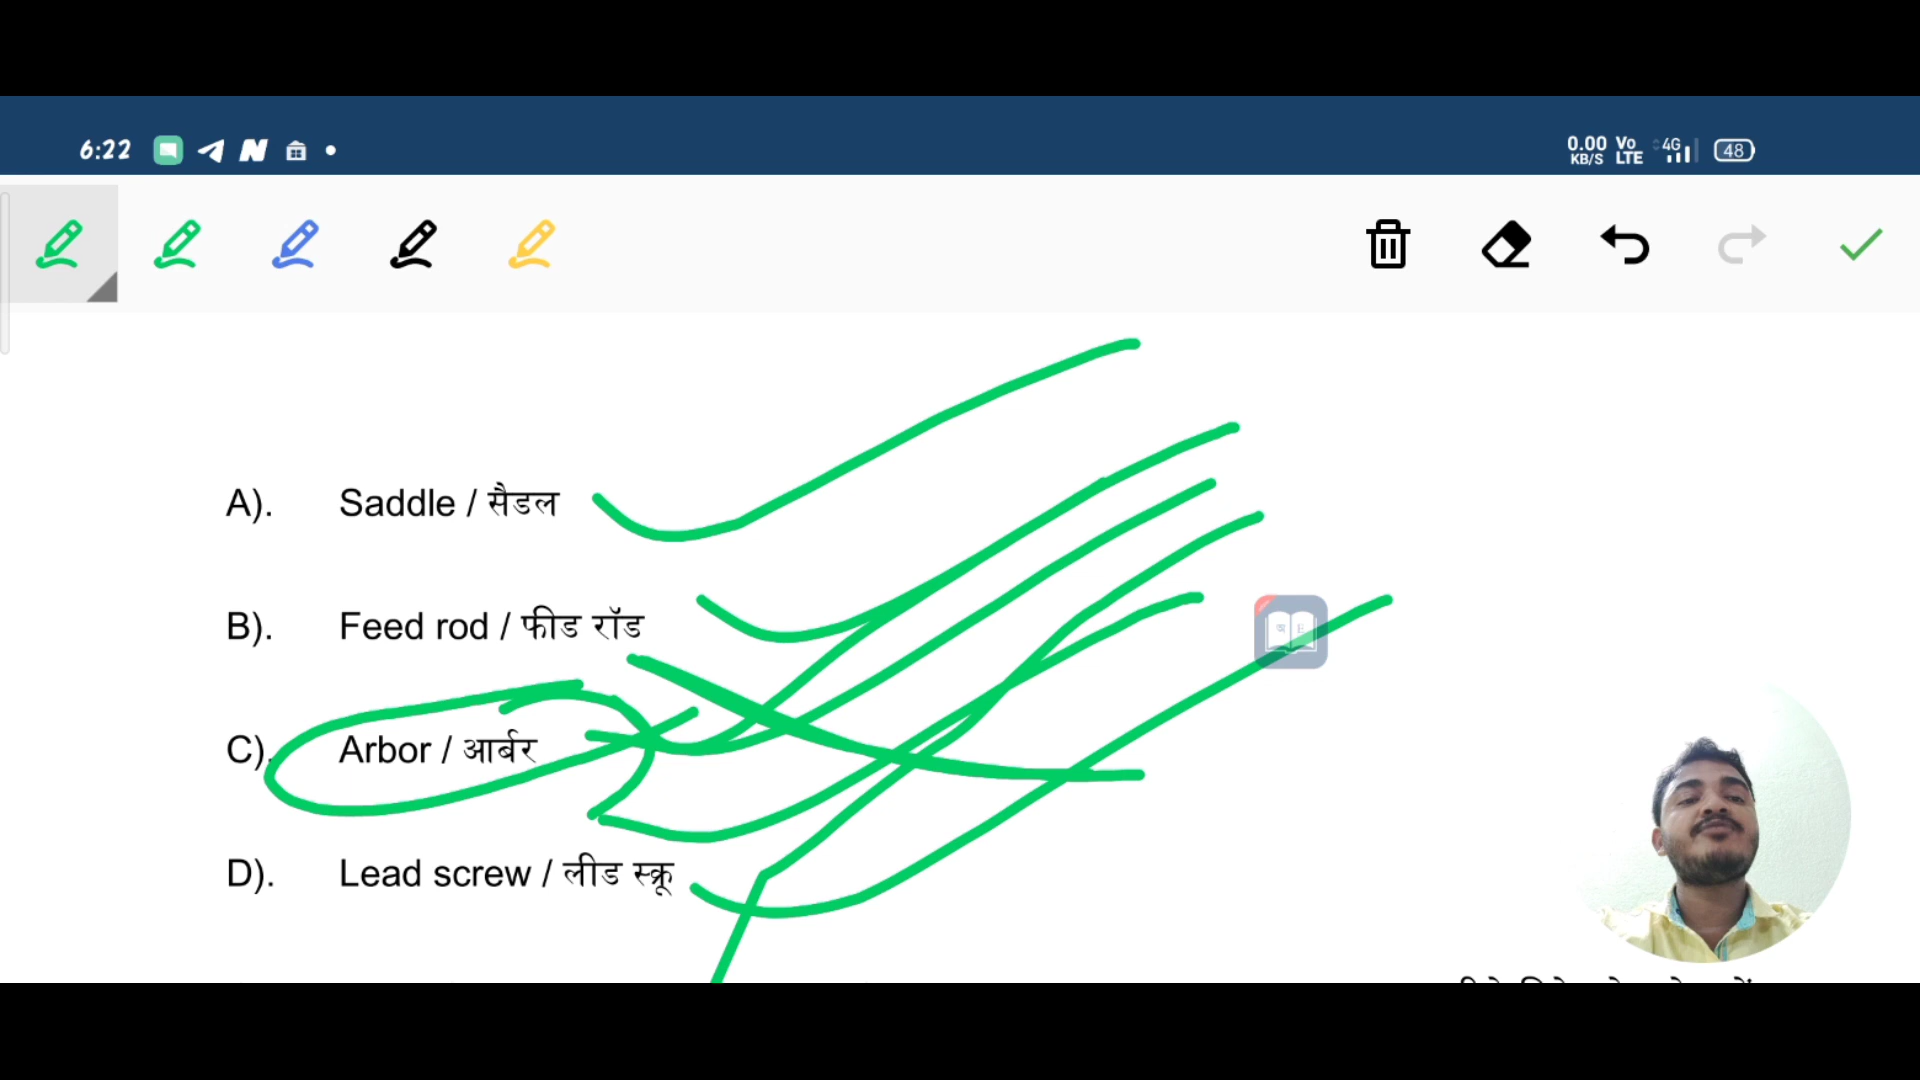 6:22 N 0.00 KB/S Vo LTE 4G 48
A). Saddle / सैडल
B). Feed rod / फीड रॉड
C). Arbor / आर्बर
D). Lead screw / लीड स्क्रू